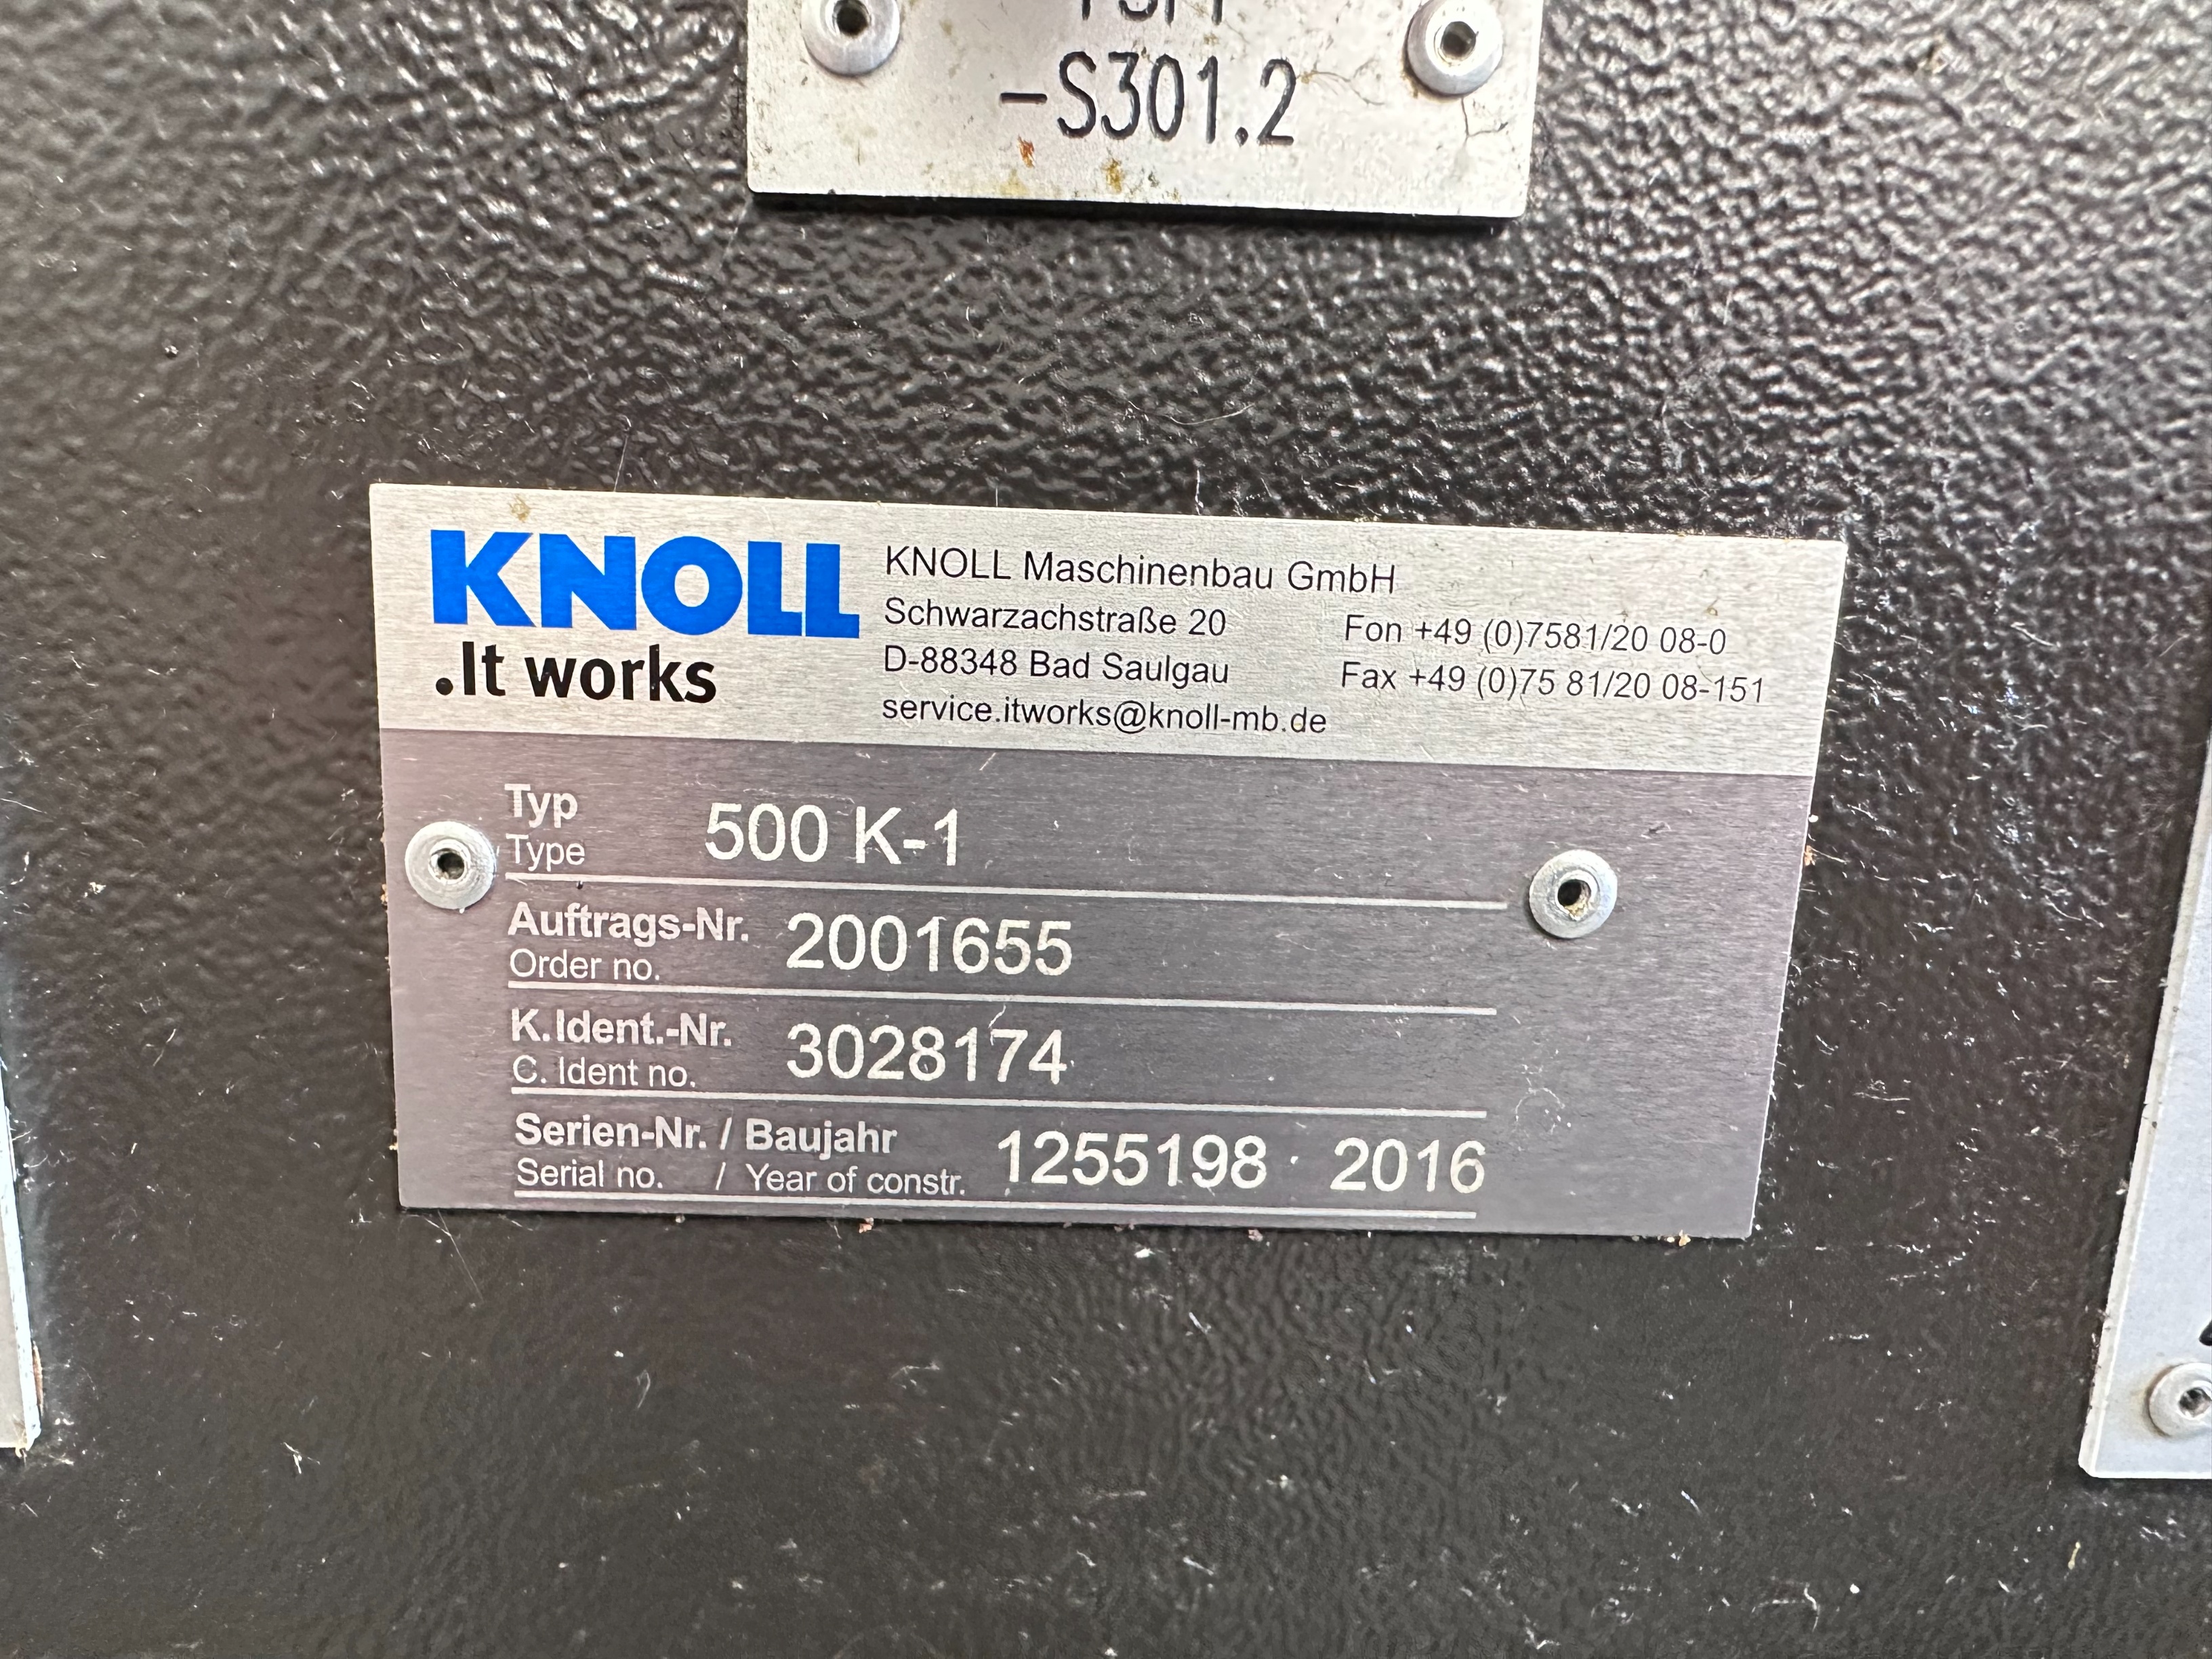 -S301.2
KNOLL
.It works
KNOLL Maschinenbau GmbH
Schwarzachstraße 20
D-88348 Bad Saulgau
service.itworks@knoll-mb.de
Fon +49 (0)7581/20 08-0
Fax +49 (0)75 81/20 08-151
Typ
Type
500 K-1
Auftrags-Nr.
Order no.
2001655
K.Ident.-Nr.
C. Ident no.
3028174
Serien-Nr. / Baujahr
Serial no. / Year of constr.
1255198 · 2016